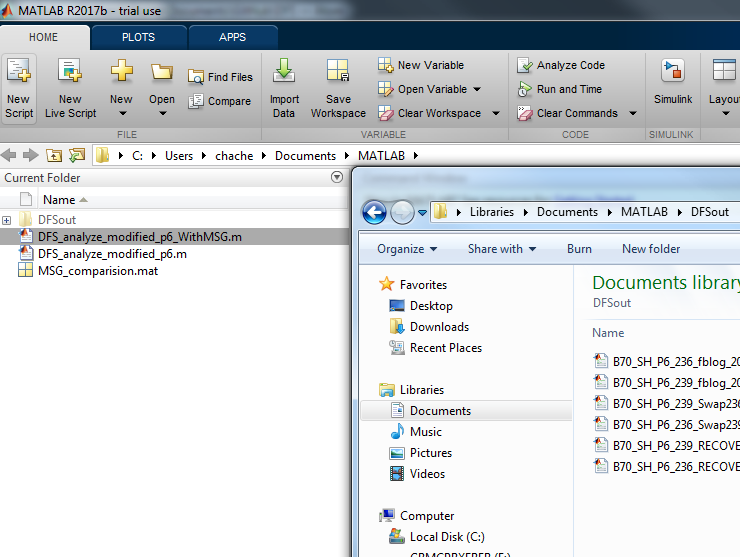 MATLAB R2017b - trial use
HOME PLOTS APPS
New Script
New Live Script
New
Open
Find Files
Compare
Import Data
Save Workspace
New Variable
Open Variable
Clear Workspace
Analyze Code
Run and Time
Clear Commands
Simulink
Layou
FILE VARIABLE CODE SIMULINK
C: Users chache Documents MATLAB
Current Folder
Name
DFSout
DFS_analyze_modified_p6_WithMSG.m
DFS_analyze_modified_p6.m
MSG_comparision.mat
Libraries Documents MATLAB DFSout
Organize Share with Burn New folder
Favorites
Desktop
Downloads
Recent Places
Libraries
Documents
Music
Pictures
Videos
Computer
Local Disk (C:)
Documents library
DFSout
Name
B70_SH_P6_236_fblog_20
B70_SH_P6_239_fblog_20
B70_SH_P6_239_Swap236
B70_SH_P6_236_Swap239
B70_SH_P6_239_RECOVE
B70_SH_P6_236_RECOVE